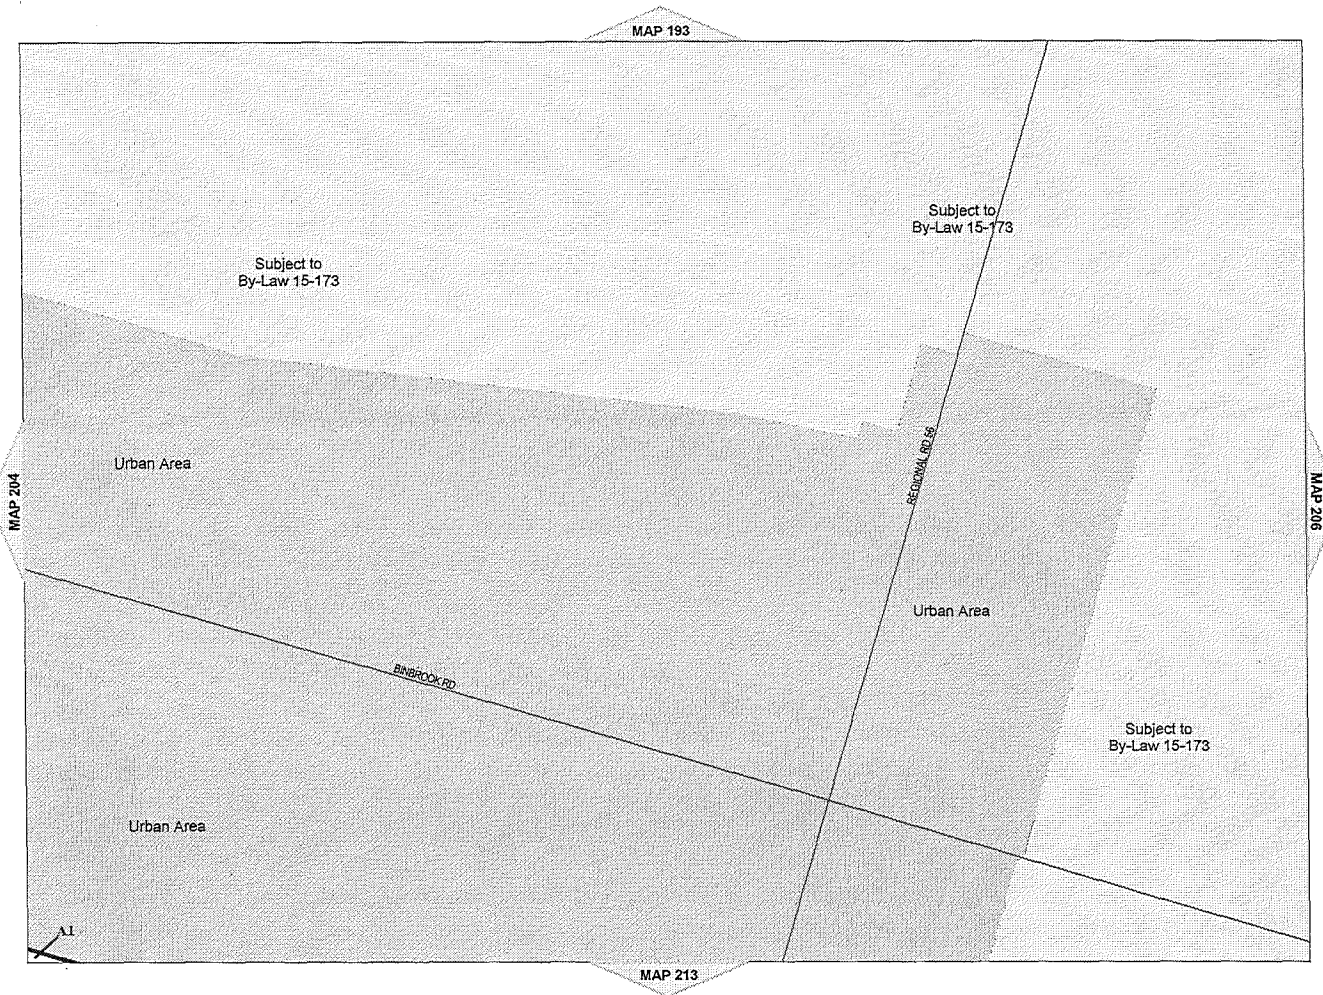 MAP 193
Subject to
By-Law 15-173
Subject to
By-Law 15-173
REGIONAL RD 56
Urban Area
MAP 204
MAP 206
Urban Area
BINBROOK RD
Subject to
By-Law 15-173
Urban Area
A1
MAP 213